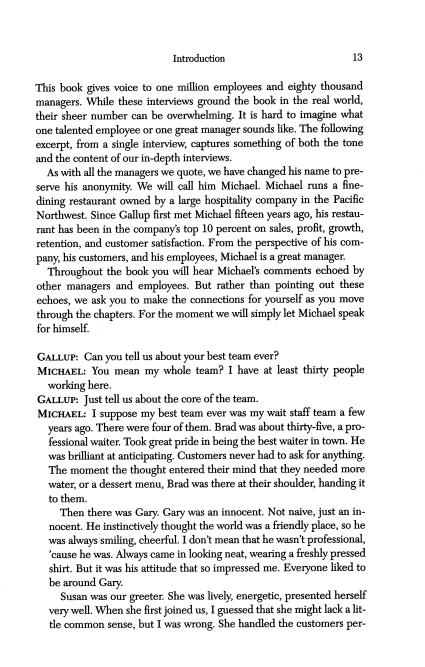 Introduction 13
This book gives voice to one million employees and eighty thousand
managers. While these interviews ground the book in the real world,
their sheer number can be overwhelming. It is hard to imagine what
one talented employee or one great manager sounds like. The following
excerpt, from a single interview, captures something of both the tone
and the content of our in-depth interviews.
As with all the managers we quote, we have changed his name to pre-
serve his anonymity. We will call him Michael. Michael runs a fine-
dining restaurant owned by a large hospitality company in the Pacific
Northwest. Since Gallup first met Michael fifteen years ago, his restau-
rant has been in the company's top 10 percent on sales, profit, growth,
retention, and customer satisfaction. From the perspective of his com-
pany, his customers, and his employees, Michael is a great manager.
Throughout the book you will hear Michael's comments echoed by
other managers and employees. But rather than pointing out these
echoes, we ask you to make the connections for yourself as you move
through the chapters. For the moment we will simply let Michael speak
for himself.
GALLUP: Can you tell us about your best team ever?
MICHAEL: You mean my whole team? I have at least thirty people
working here.
GALLUP: Just tell us about the core of the team.
MICHAEL: I suppose my best team ever was my wait staff team a few
years ago. There were four of them. Brad was about thirty-five, a pro-
fessional waiter. Took great pride in being the best waiter in town. He
was brilliant at anticipating. Customers never had to ask for anything.
The moment the thought entered their mind that they needed more
water, or a dessert menu, Brad was there at their shoulder, handing it
to them.
Then there was Gary. Gary was an innocent. Not naive, just an in-
nocent. He instinctively thought the world was a friendly place, so he
was always smiling, cheerful. I don't mean that he wasn't professional,
'cause he was. Always came in looking neat, wearing a freshly pressed
shirt. But it was his attitude that so impressed me. Everyone liked to
be around Gary.
Susan was our greeter. She was lively, energetic, presented herself
very well. When she first joined us, I guessed that she might lack a lit-
tle common sense, but I was wrong. She handled the customers per-